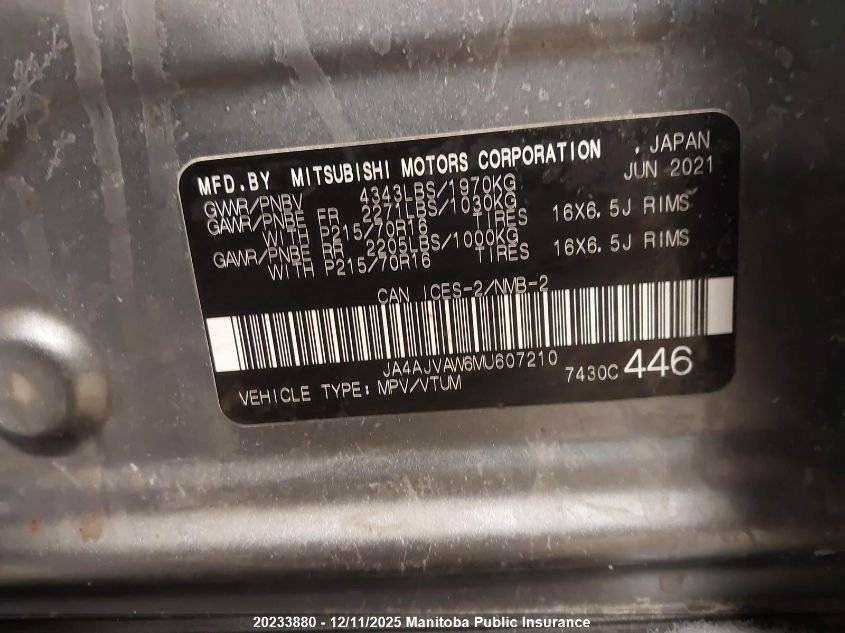 MFD.BY MITSUBISHI MOTORS CORPORATION , JAPAN
GVWR/PNBV 4343LBS/1970KG JUN 2021
GAWR/PNBE FR 2271LBS/1030KG
WITH P215/70R16 TIRES 16X6.5J RIMS
GAWR/PNBE RE 2205LBS/1000KG
WITH P215/70R16 TIRES 16X6.5J RIMS
CAN ICES-2/NMB-2
JA4AJVAW6MU607210
VEHICLE TYPE: MPV/VTUM 7430C 446
20233880 - 12/11/2025 Manitoba Public Insurance